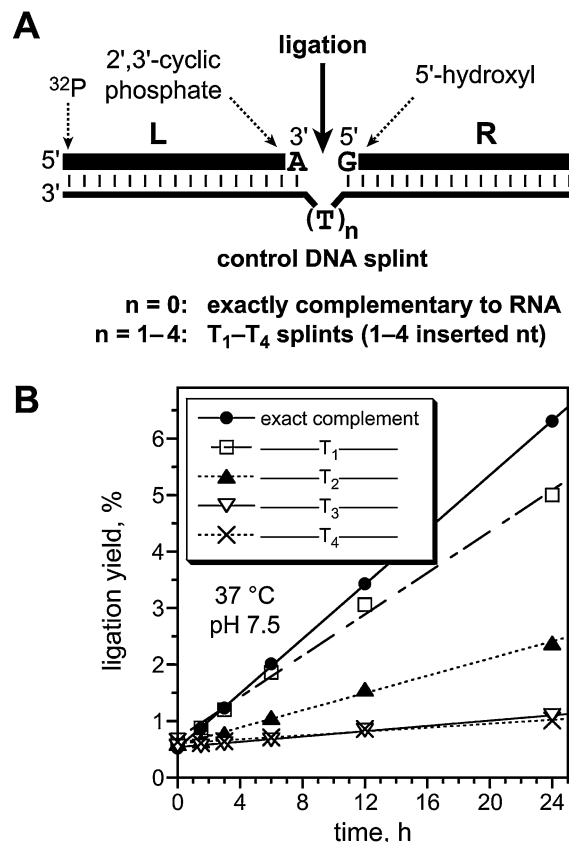 A
ligation
2',3'-cyclic
phosphate
5'-hydroxyl
32P
L
3'
5'
R
5'
A
G
3'
(T)n
control DNA splint
n = 0: exactly complementary to RNA
n = 1–4: T1–T4 splints (1–4 inserted nt)
B
exact complement
T1
T2
T3
T4
37 °C
pH 7.5
ligation yield, %
6
5
4
3
2
1
0
0
4
8
12
16
20
24
time, h